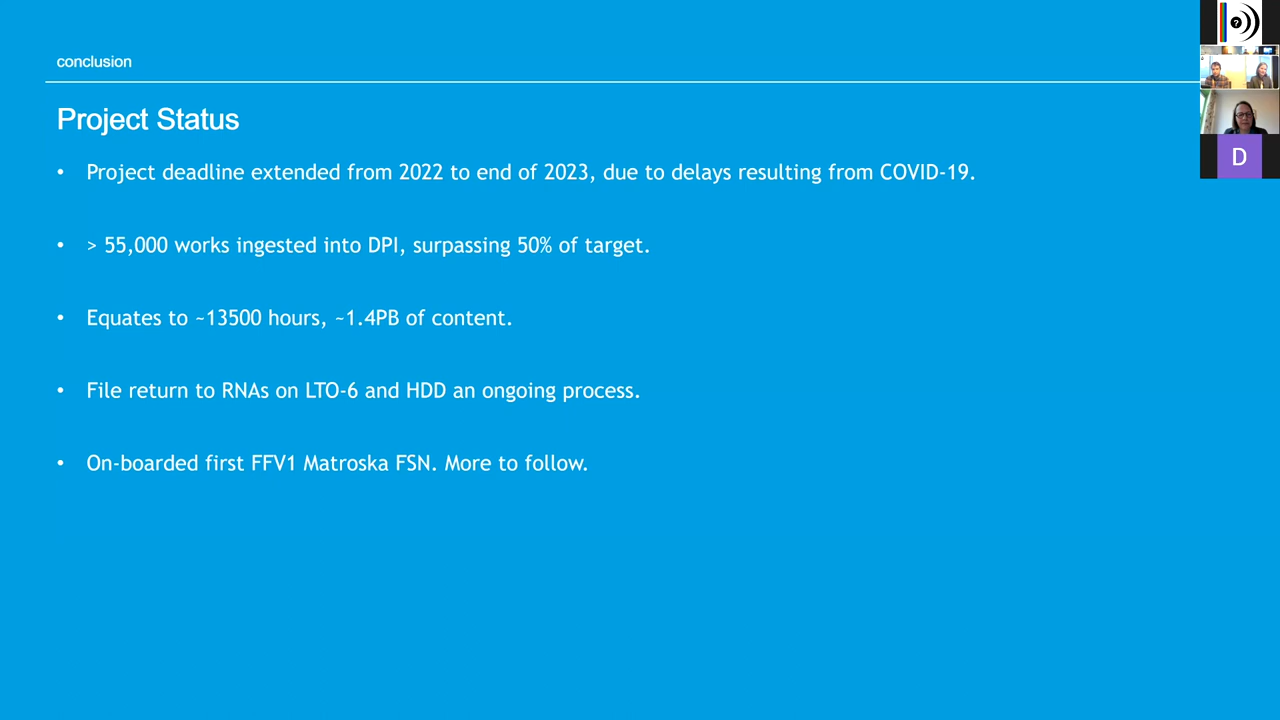 conclusion
Project Status
• Project deadline extended from 2022 to end of 2023, due to delays resulting from COVID-19.
• > 55,000 works ingested into DPI, surpassing 50% of target.
• Equates to ~13500 hours, ~1.4PB of content.
• File return to RNAs on LTO-6 and HDD an ongoing process.
• On-boarded first FFV1 Matroska FSN. More to follow.
?
D